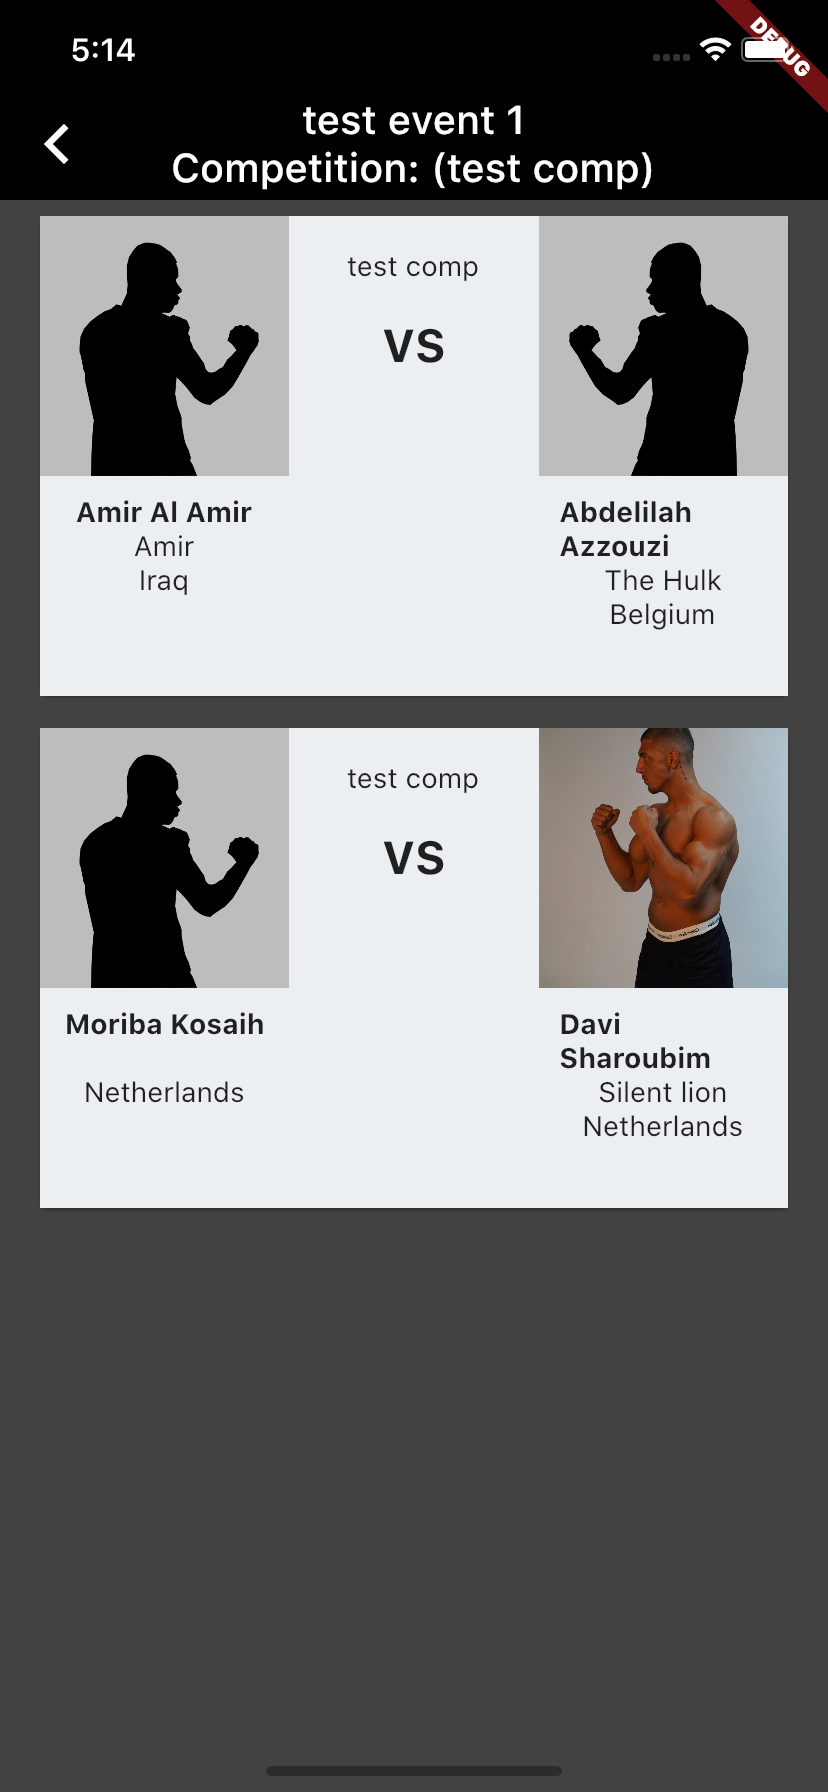 5:14
DEBUG
test event 1
Competition: (test comp)
test comp
VS
Amir Al Amir
Amir
Iraq
Abdelilah
Azzouzi
The Hulk
Belgium
test comp
VS
Moriba Kosaih
Netherlands
Davi
Sharoubim
Silent lion
Netherlands